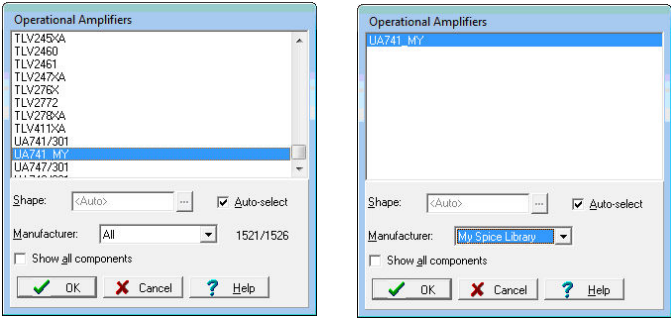 Operational Amplifiers
TLV245XA
TLV2460
TLV2461
TLV247XA
TLV276X
TLV2772
TLV278XA
TLV411XA
UA741/301
UA741_MY
UA747/301
Shape: <Auto> ... Auto-select
Manufacturer: All 1521/1526
Show all components
OK Cancel ? Help
Operational Amplifiers
UA741_MY
Shape: <Auto> ... Auto-select
Manufacturer: My Spice Library
Show all components
OK Cancel ? Help